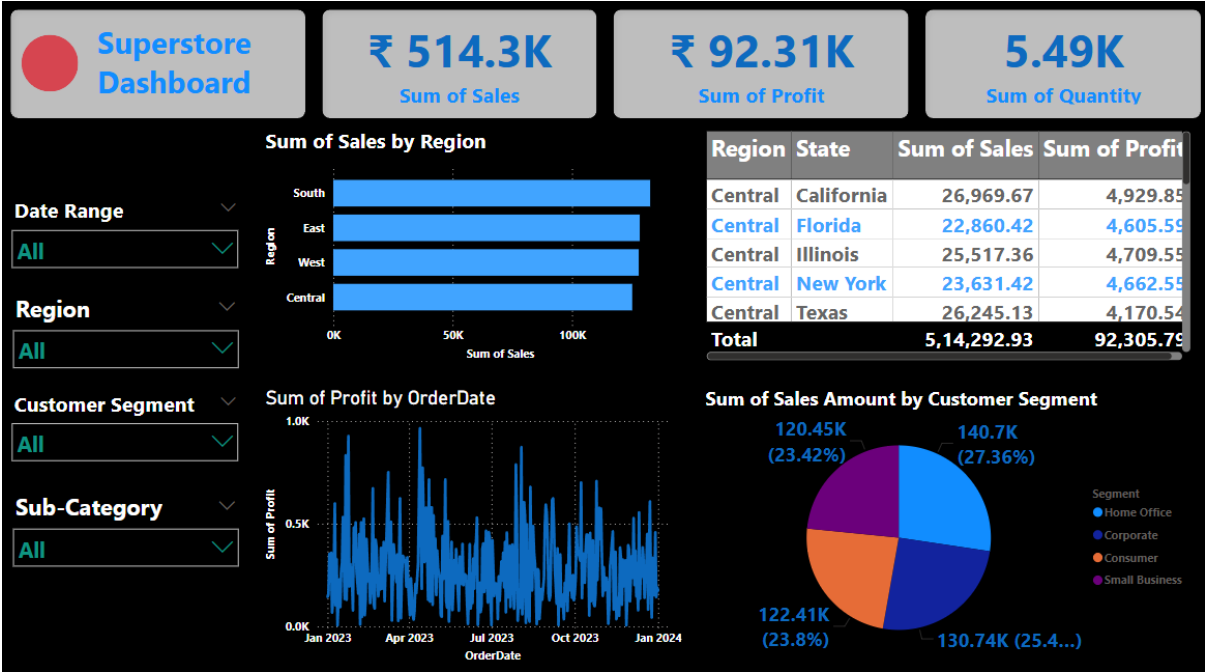 Superstore
Dashboard
₹ 514.3K
Sum of Sales
₹ 92.31K
Sum of Profit
5.49K
Sum of Quantity
Date Range
All
Region
All
Customer Segment
All
Sub-Category
All
Sum of Sales by Region
Region
South
East
West
Central
0K 50K 100K
Sum of Sales
Region State Sum of Sales Sum of Profit
Central California 26,969.67 4,929.85
Central Florida 22,860.42 4,605.59
Central Illinois 25,517.36 4,709.55
Central New York 23,631.42 4,662.55
Central Texas 26,245.13 4,170.54
Total 5,14,292.93 92,305.79
Sum of Profit by OrderDate
Sum of Profit
1.0K
0.5K
0.0K
Jan 2023 Apr 2023 Jul 2023 Oct 2023 Jan 2024
OrderDate
Sum of Sales Amount by Customer Segment
120.45K
(23.42%)
140.7K
(27.36%)
122.41K
(23.8%)
130.74K (25.4...)
Segment
Home Office
Corporate
Consumer
Small Business